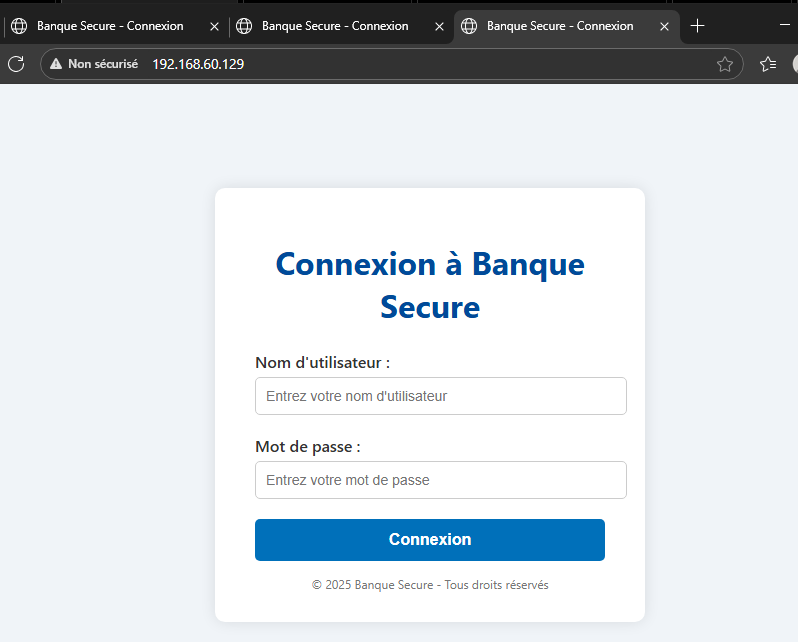 Banque Secure - Connexion
Banque Secure - Connexion
Banque Secure - Connexion
Non sécurisé 192.168.60.129
Connexion à Banque
Secure
Nom d'utilisateur :
Entrez votre nom d'utilisateur
Mot de passe :
Entrez votre mot de passe
Connexion
© 2025 Banque Secure - Tous droits réservés